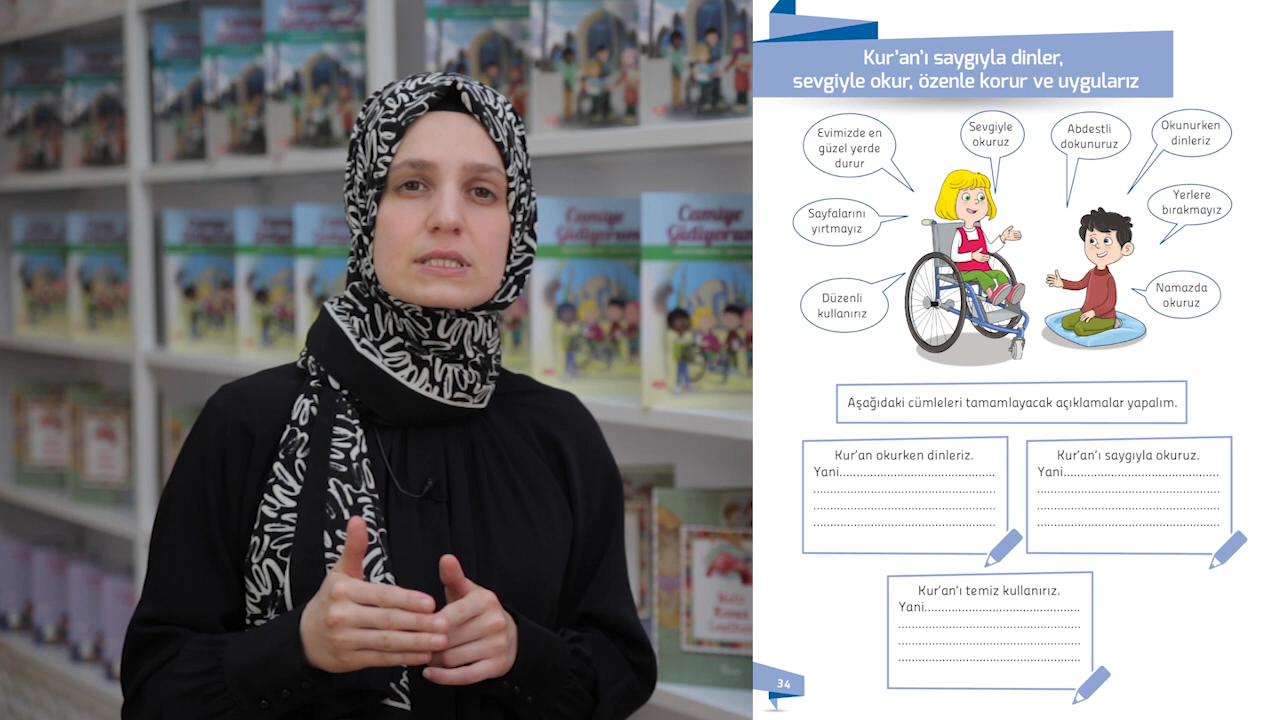 Camiye
Gidiyorum
Camiye
Gidiyorum
Kur'an'ı saygıyla dinler,
sevgiyle okur, özenle korur ve uygularız
Evimizde en
güzel yerde
durur
Sevgiyle
okuruz
Abdestli
dokunuruz
Okunurken
dinleriz
Sayfalarını
yırtmayız
Yerlere
bırakmayız
Düzenli
kullanırız
Namazda
okuruz
Aşağıdaki cümleleri tamamlayacak açıklamalar yapalım.
Kur'an okurken dinleriz.
Yani
Kur'an'ı saygıyla okuruz.
Yani
Kur'an'ı temiz kullanırız.
Yani
34